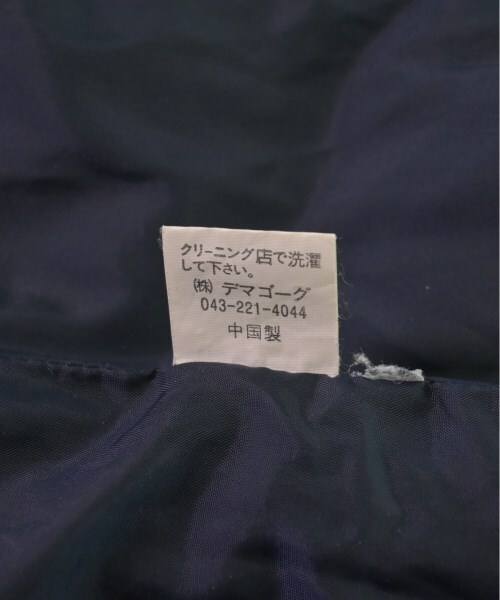 クリーニング店で洗濯
して下さい。
㈱ デマゴーグ
043-221-4044
中国製